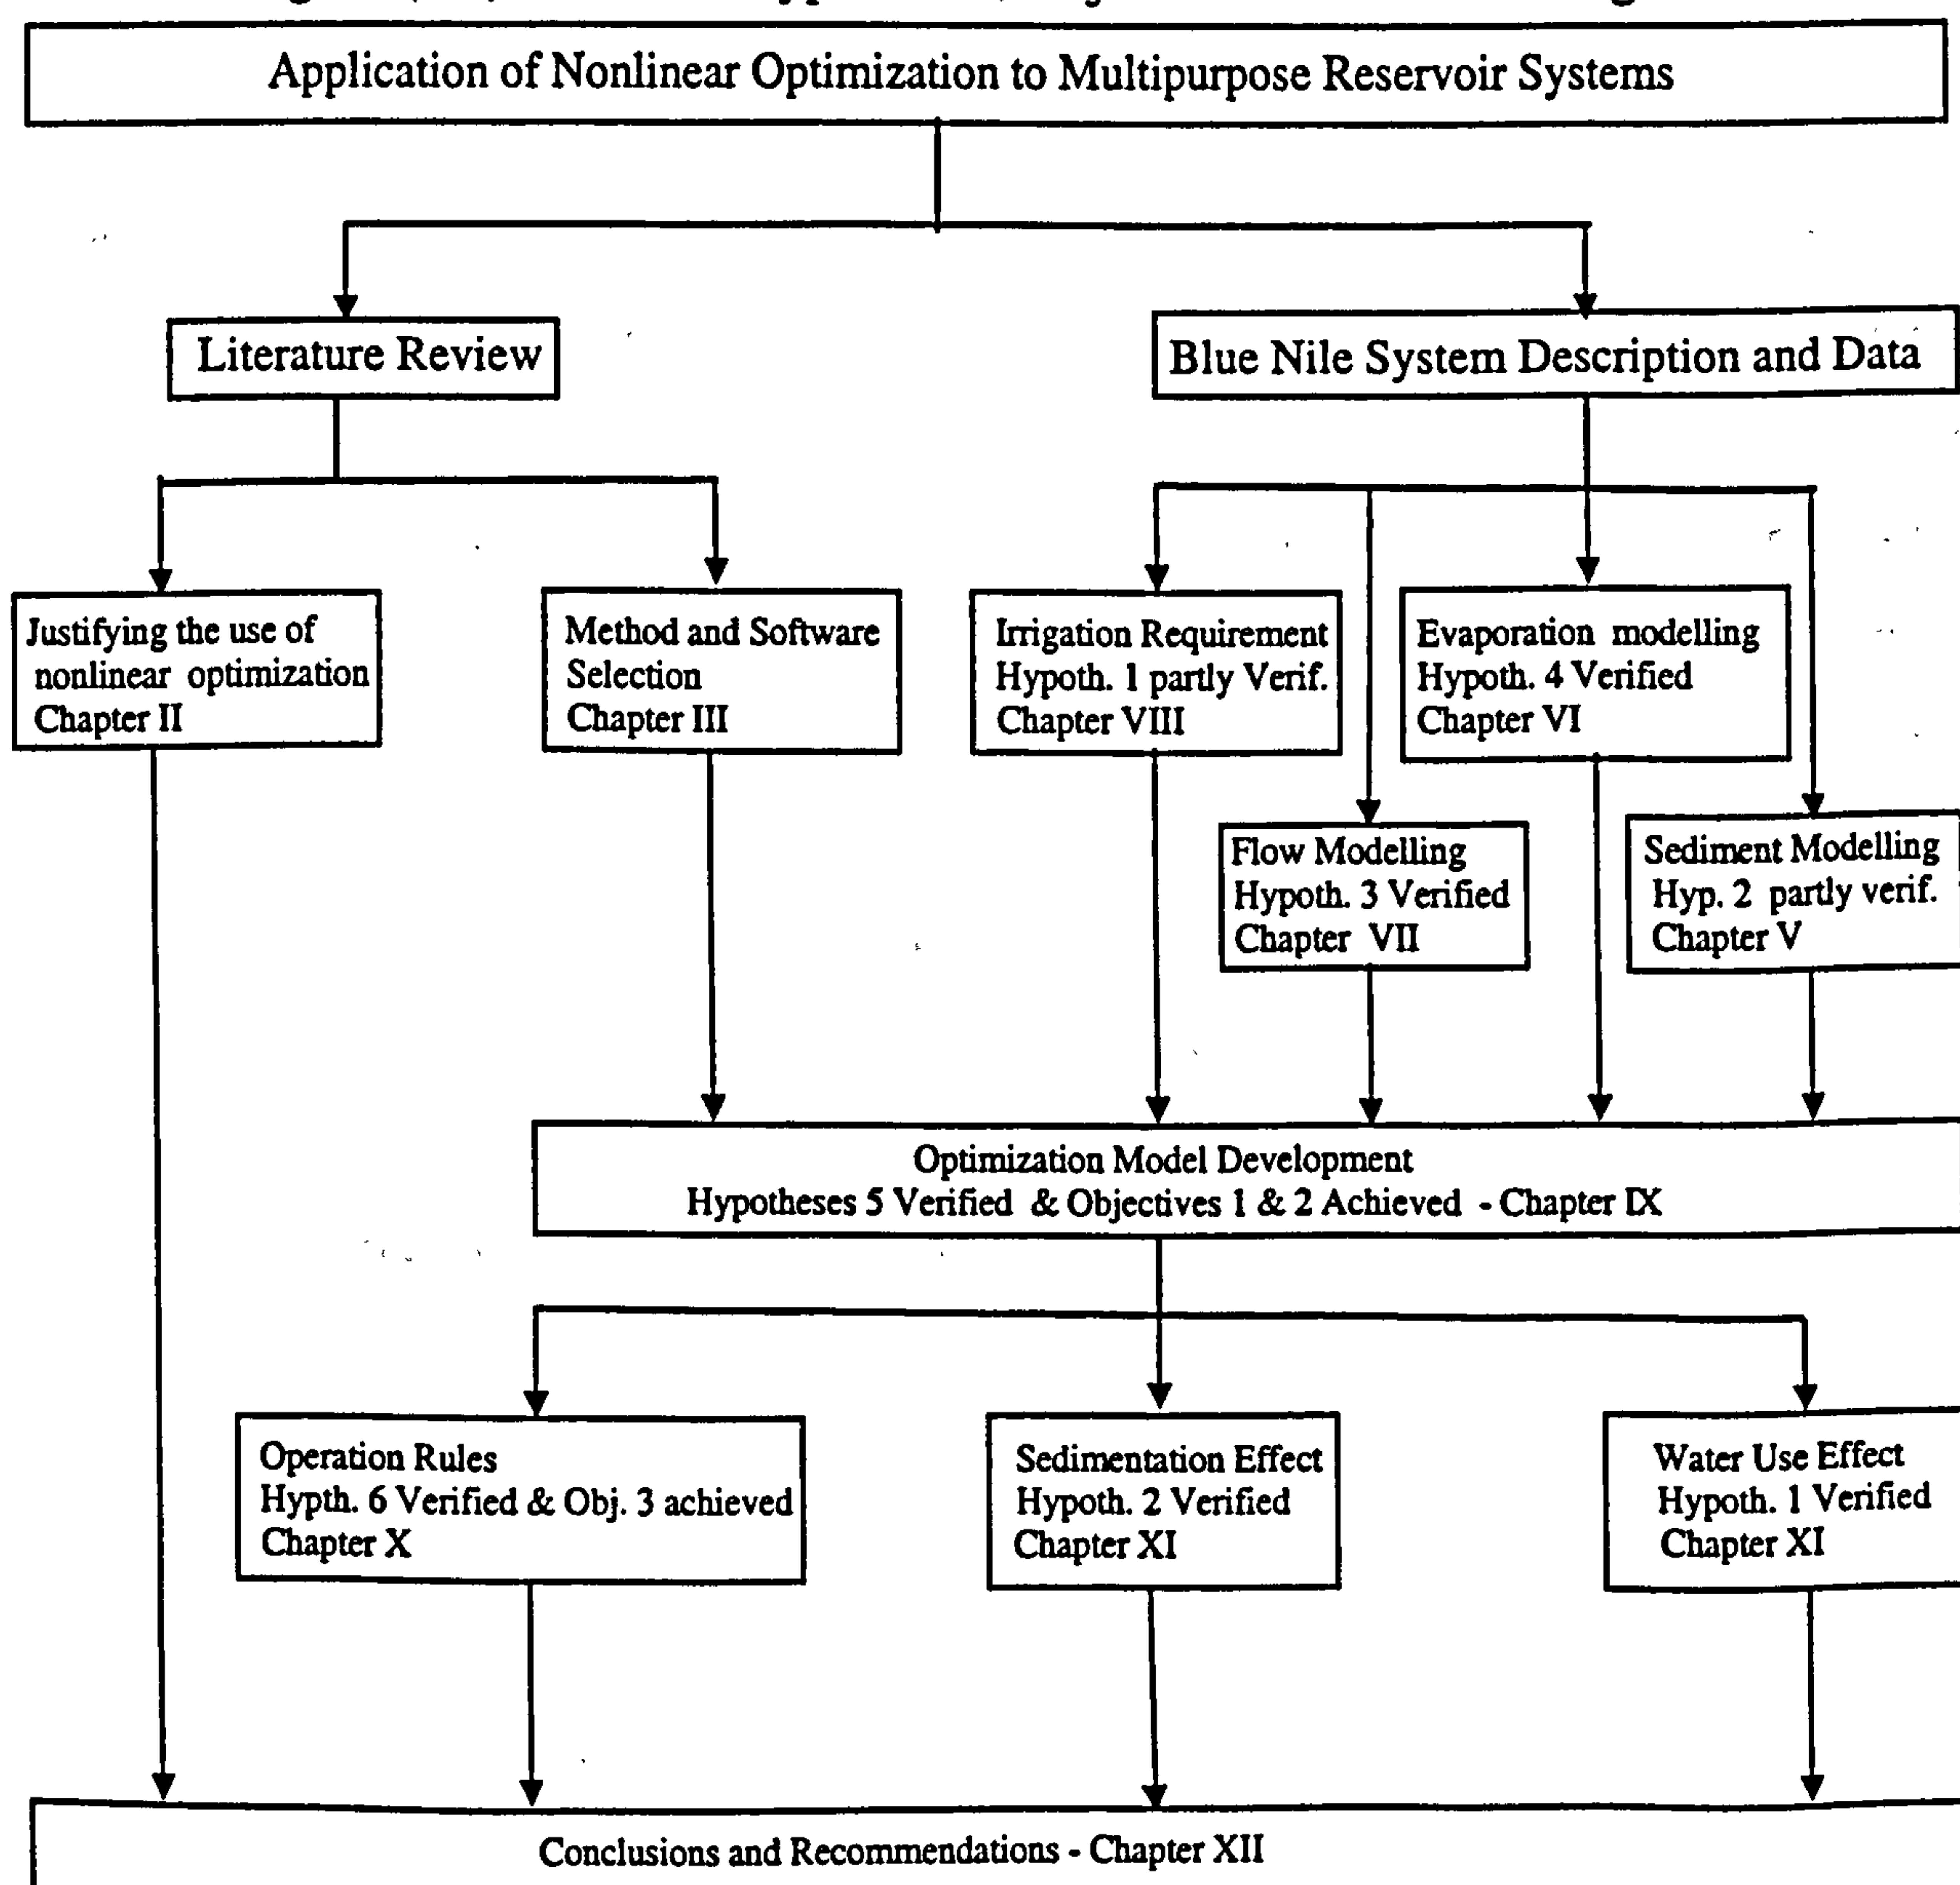 Application of Nonlinear Optimization to Multipurpose Reservoir Systems
Literature Review
Blue Nile System Description and Data
Justifying the use of
nonlinear optimization
Chapter II
Method and Software
Selection
Chapter III
Irrigation Requirement
Hypoth. 1 partly Verif.
Chapter VIII
Evaporation modelling
Hypoth. 4 Verified
Chapter VI
Flow Modelling
Hypoth. 3 Verified
Chapter VII
Sediment Modelling
Hyp. 2 partly verif.
Chapter V
Optimization Model Development
Hypotheses 5 Verified & Objectives 1 & 2 Achieved - Chapter IX
Operation Rules
Hypth. 6 Verified & Obj. 3 achieved
Chapter X
Sedimentation Effect
Hypoth. 2 Verified
Chapter XI
Water Use Effect
Hypoth. 1 Verified
Chapter XI
Conclusions and Recommendations - Chapter XII